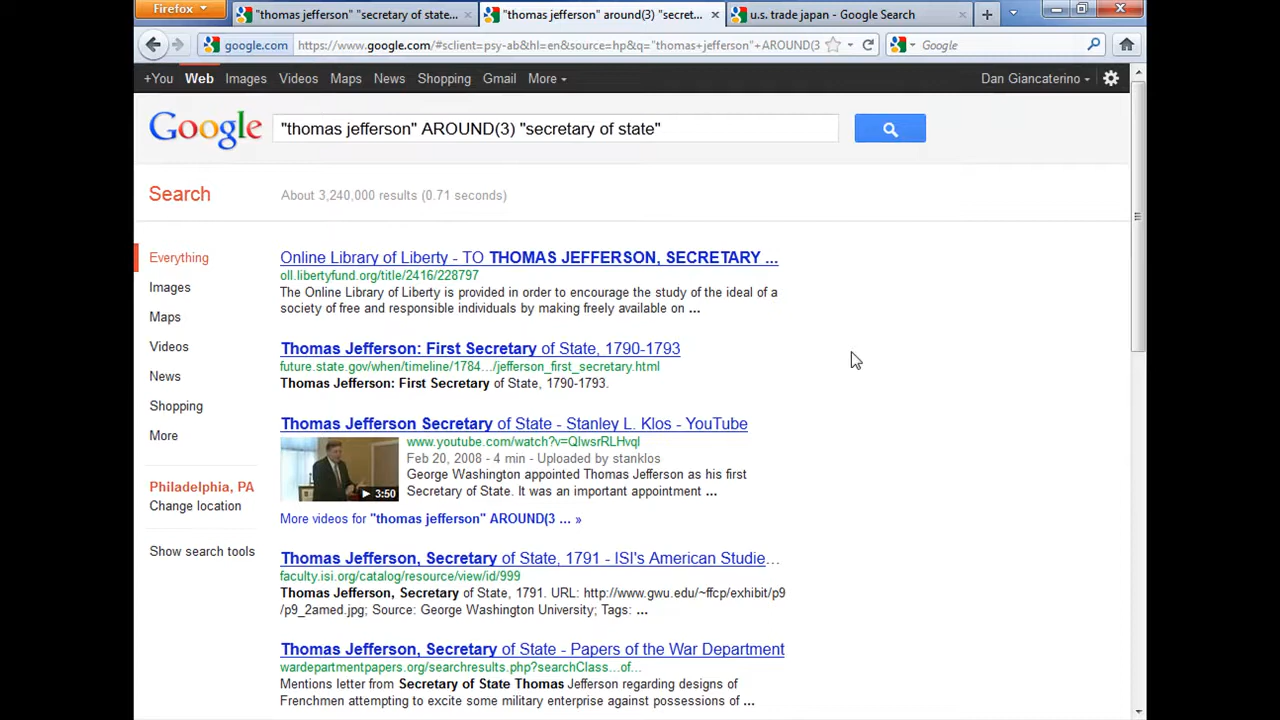 Firefox
"thomas jefferson" "secretary of state...
"thomas jefferson" around(3) "secret...
u.s. trade japan - Google Search
google.com
https://www.google.com/#sclient=psy-ab&hl=en&source=hp&q="thomas+jefferson"+AROUND(3
Google
+You Web Images Videos Maps News Shopping Gmail More
Dan Giancaterino
Google
"thomas jefferson" AROUND(3) "secretary of state"
Search
About 3,240,000 results (0.71 seconds)
Everything
Images
Maps
Videos
News
Shopping
More
Philadelphia, PA
Change location
Show search tools
Online Library of Liberty - TO THOMAS JEFFERSON, SECRETARY ...
oll.libertyfund.org/title/2416/228797
The Online Library of Liberty is provided in order to encourage the study of the ideal of a
society of free and responsible individuals by making freely available on ...
Thomas Jefferson: First Secretary of State, 1790-1793
future.state.gov/when/timeline/1784.../jefferson_first_secretary.html
Thomas Jefferson: First Secretary of State, 1790-1793.
Thomas Jefferson Secretary of State - Stanley L. Klos - YouTube
www.youtube.com/watch?v=QIwsrRLHvqI
Feb 20, 2008 - 4 min - Uploaded by stanklos
George Washington appointed Thomas Jefferson as his first
Secretary of State. It was an important appointment ...
3:50
More videos for "thomas jefferson" AROUND(3 ... »
Thomas Jefferson, Secretary of State, 1791 - ISI's American Studie...
faculty.isi.org/catalog/resource/view/id/999
Thomas Jefferson, Secretary of State, 1791. URL: http://www.gwu.edu/~ffcp/exhibit/p9
/p9_2amed.jpg; Source: George Washington University; Tags: ...
Thomas Jefferson, Secretary of State - Papers of the War Department
wardepartmentpapers.org/searchresults.php?searchClass...of...
Mentions letter from Secretary of State Thomas Jefferson regarding designs of
Frenchmen attempting to excite some military enterprise against possessions of ...